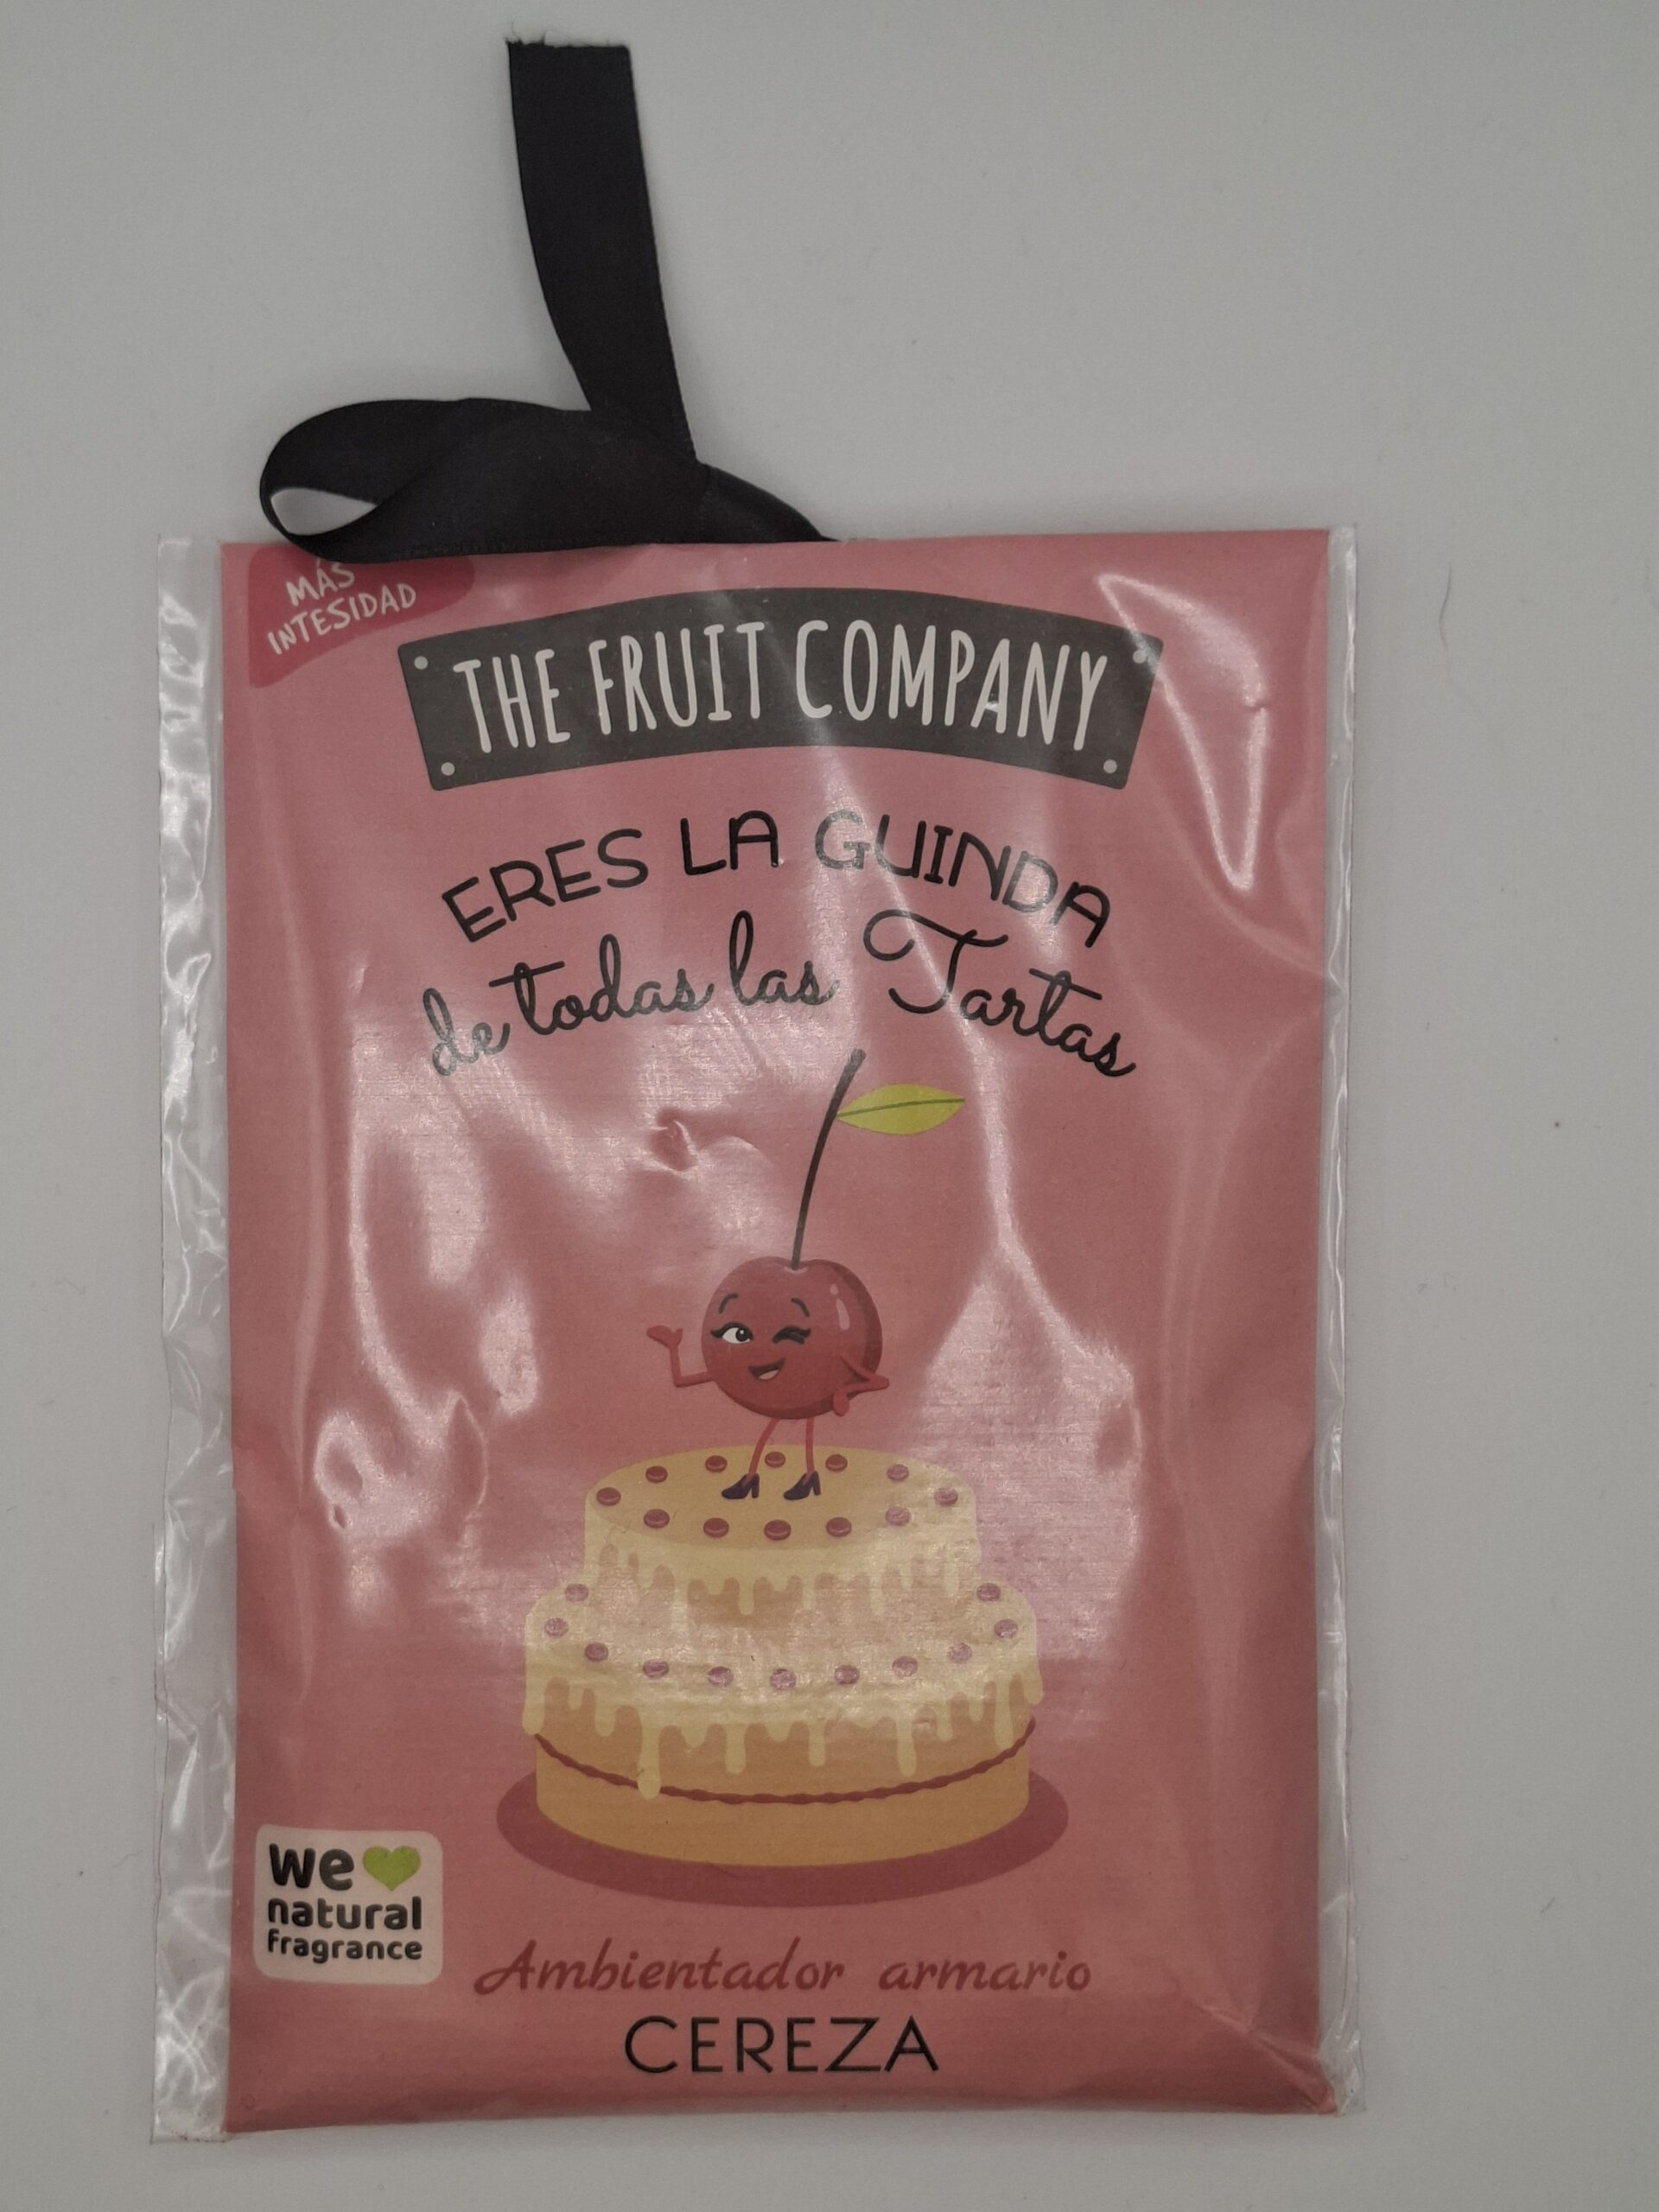 MÁS
INTESIDAD
THE FRUIT COMPANY
ERES LA GUINDA
de todas las Tartas
we
natural
fragrance
Ambientador armario
CEREZA